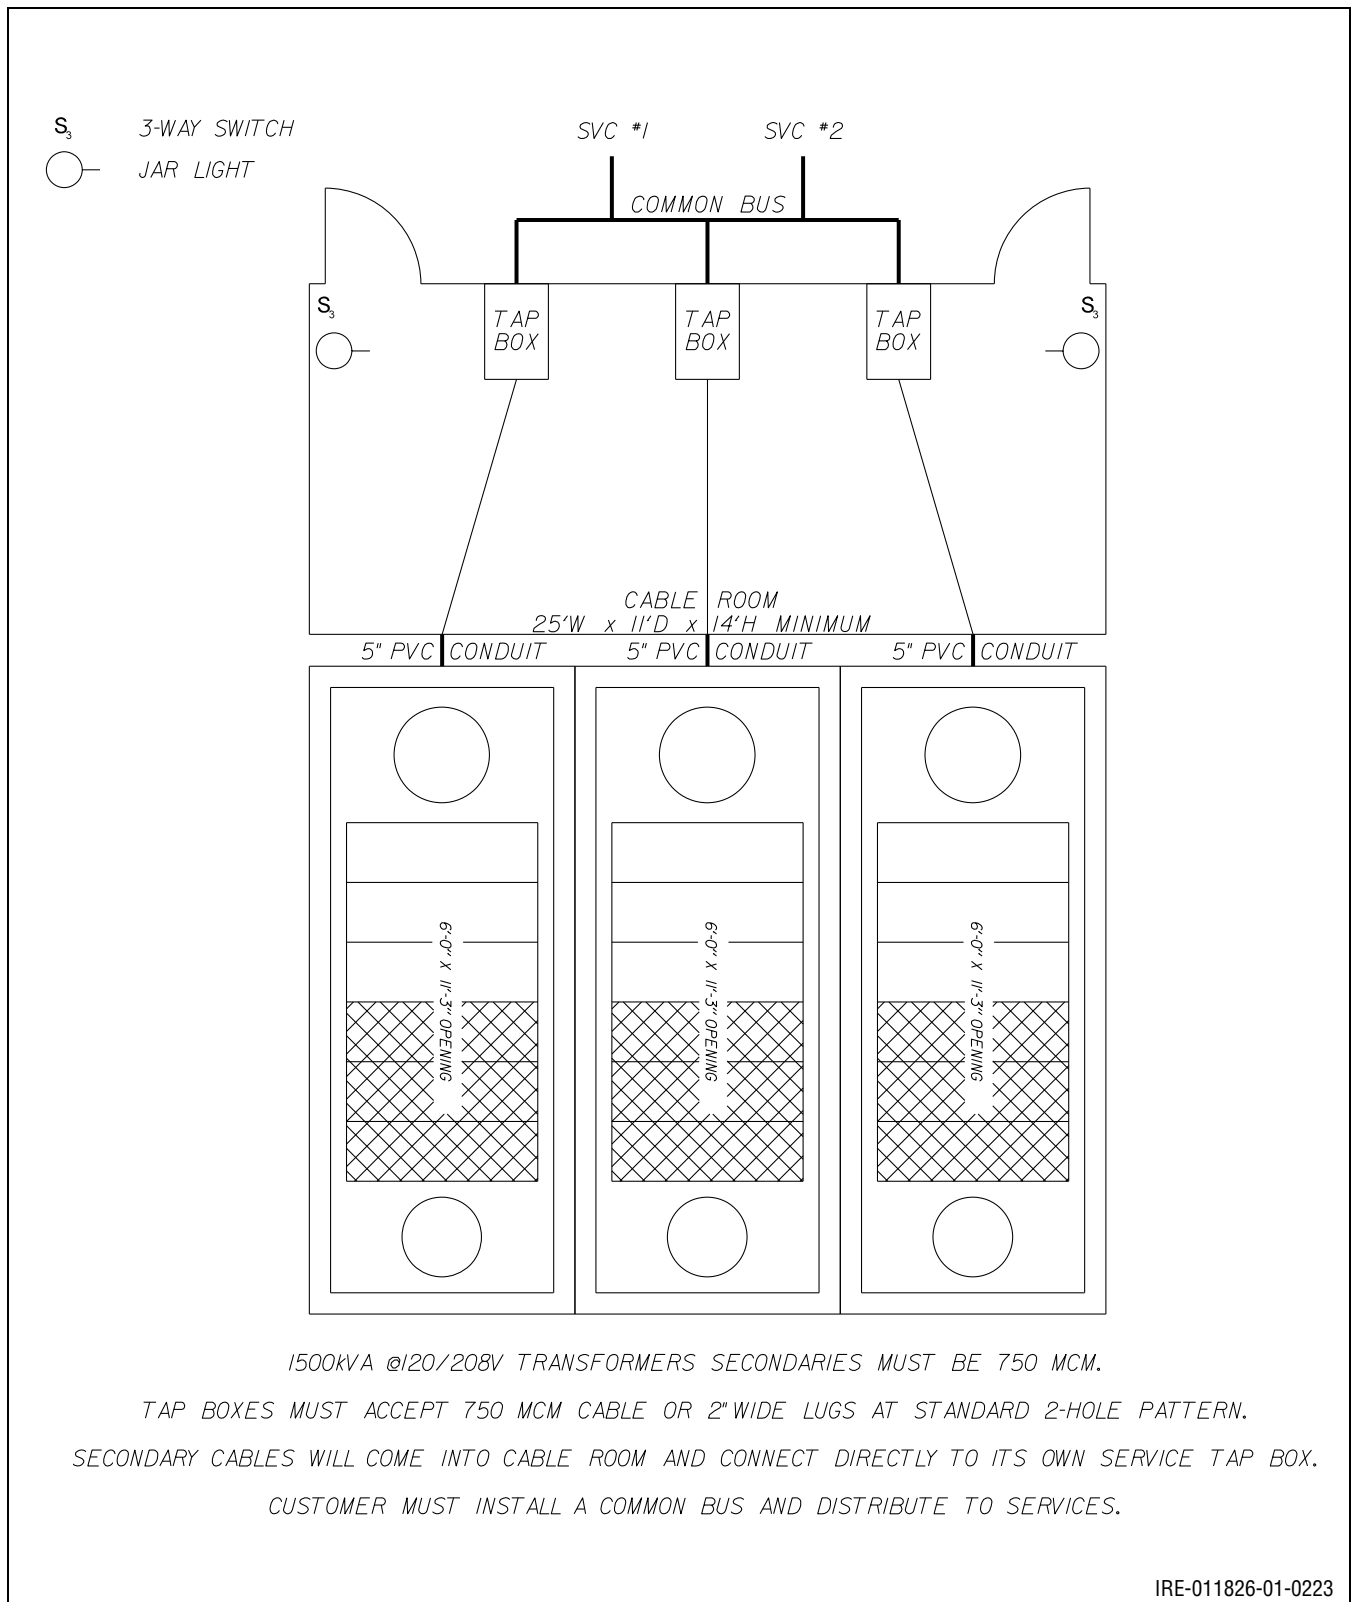 S3 3-WAY SWITCH
JAR LIGHT
SVC #1 SVC #2
COMMON BUS
S3 S3
TAP BOX
TAP BOX
TAP BOX
CABLE ROOM
25'W x 11'D x 14'H MINIMUM
5" PVC CONDUIT 5" PVC CONDUIT 5" PVC CONDUIT
6'-0" X 11'-3" OPENING
6'-0" X 11'-3" OPENING
6'-0" X 11'-3" OPENING
1500kVA @120/208V TRANSFORMERS SECONDARIES MUST BE 750 MCM.
TAP BOXES MUST ACCEPT 750 MCM CABLE OR 2" WIDE LUGS AT STANDARD 2-HOLE PATTERN.
SECONDARY CABLES WILL COME INTO CABLE ROOM AND CONNECT DIRECTLY TO ITS OWN SERVICE TAP BOX.
CUSTOMER MUST INSTALL A COMMON BUS AND DISTRIBUTE TO SERVICES.
IRE-011826-01-0223